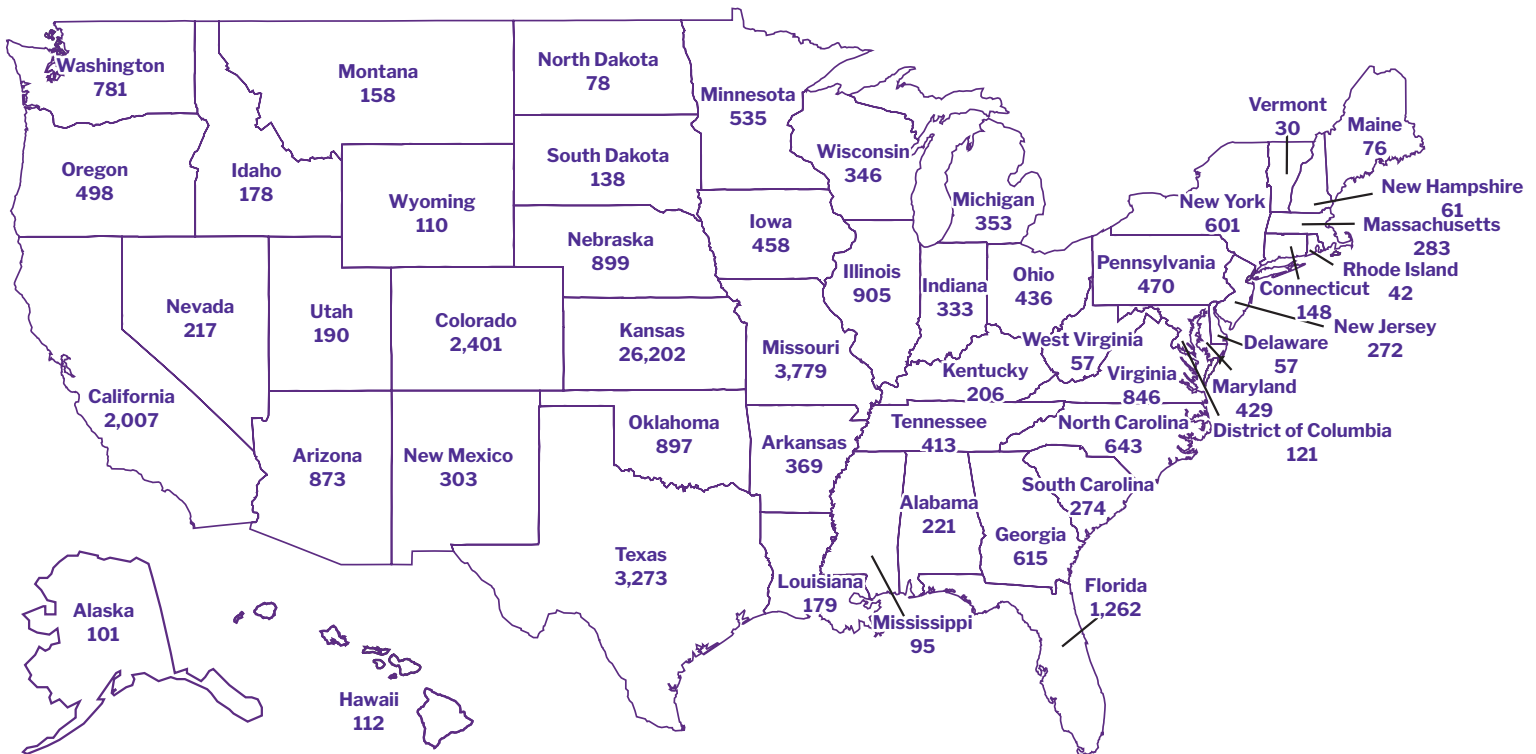 Washington
781
Montana
158
North Dakota
78
Minnesota
535
Vermont
30
Maine
76
Oregon
498
Idaho
178
South Dakota
138
Wisconsin
346
Wyoming
110
Michigan
353
New York
601
New Hampshire
61
Massachusetts
283
Rhode Island
42
Connecticut
148
New Jersey
272
Nebraska
899
Iowa
458
Illinois
905
Indiana
333
Ohio
436
Pennsylvania
470
Nevada
217
Utah
190
Colorado
2,401
Kansas
26,202
Missouri
3,779
West Virginia
57
Delaware
57
Maryland
429
District of Columbia
121
Kentucky
206
Virginia
846
California
2,007
Arizona
873
New Mexico
303
Oklahoma
897
Arkansas
369
Tennessee
413
North Carolina
643
South Carolina
274
Alabama
221
Georgia
615
Texas
3,273
Louisiana
179
Mississippi
95
Florida
1,262
Alaska
101
Hawaii
112